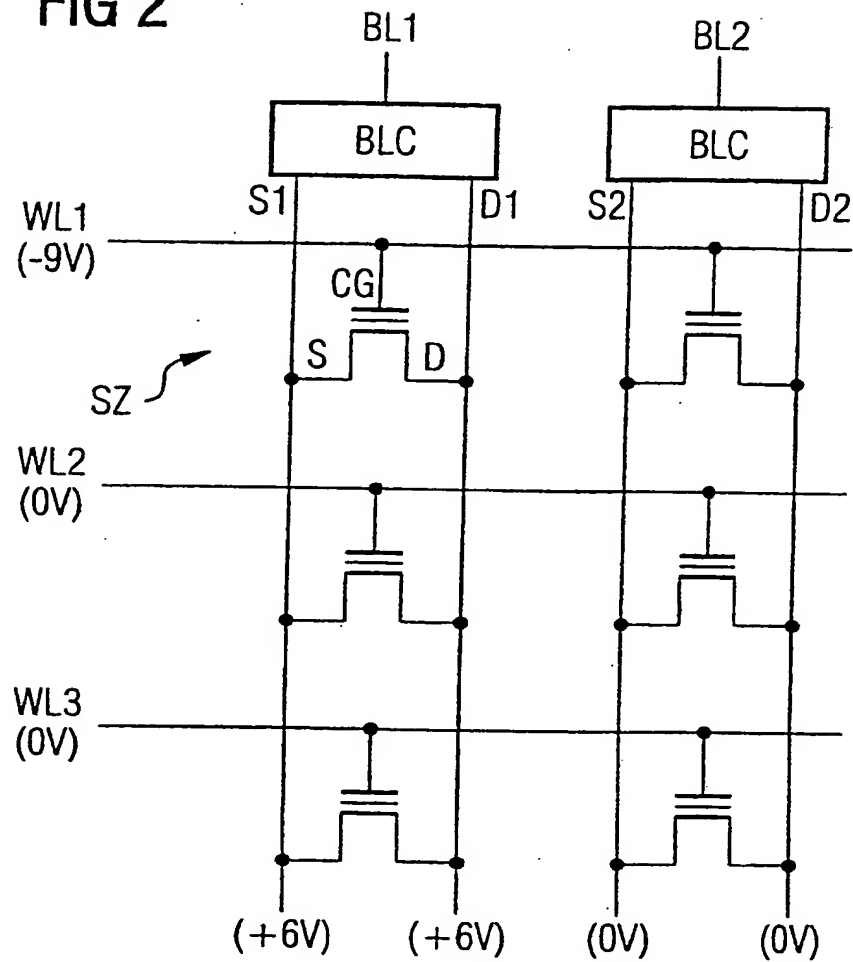 FIG 2
BL1
BL2
BLC
BLC
S1
D1
S2
D2
WL1
(-9V)
CG
S
D
SZ
WL2
(0V)
WL3
(0V)
(+6V)
(+6V)
(0V)
(0V)